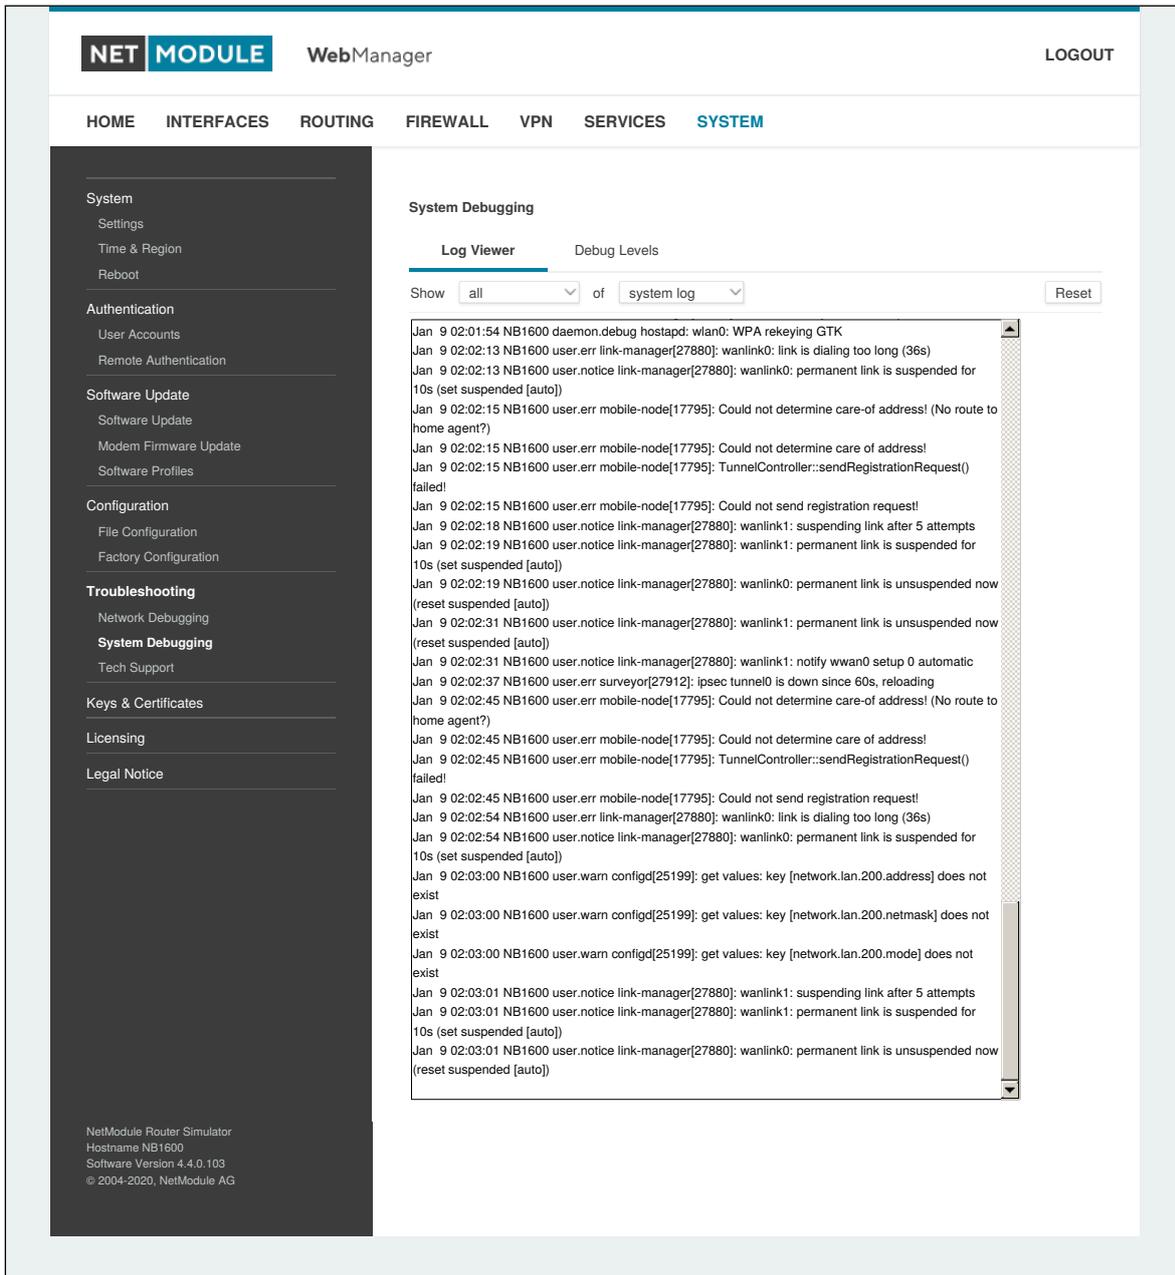 NET MODULE WebManager LOGOUT
HOME INTERFACES ROUTING FIREWALL VPN SERVICES SYSTEM
System
Settings
Time & Region
Reboot
Authentication
User Accounts
Remote Authentication
Software Update
Software Update
Modem Firmware Update
Software Profiles
Configuration
File Configuration
Factory Configuration
Troubleshooting
Network Debugging
System Debugging
Tech Support
Keys & Certificates
Licensing
Legal Notice
NetModule Router Simulator
Hostname NB1600
Software Version 4.4.0.103
© 2004-2020, NetModule AG
System Debugging
Log Viewer Debug Levels
Show all of system log Reset
Jan 9 02:01:54 NB1600 daemon.debug hostapd: wlan0: WPA rekeying GTK
Jan 9 02:02:13 NB1600 user.err link-manager[27880]: wanlink0: link is dialing too long (36s)
Jan 9 02:02:13 NB1600 user.notice link-manager[27880]: wanlink0: permanent link is suspended for
10s (set suspended [auto])
Jan 9 02:02:15 NB1600 user.err mobile-node[17795]: Could not determine care-of address! (No route to
home agent?)
Jan 9 02:02:15 NB1600 user.err mobile-node[17795]: Could not determine care of address!
Jan 9 02:02:15 NB1600 user.err mobile-node[17795]: TunnelController::sendRegistrationRequest()
failed!
Jan 9 02:02:15 NB1600 user.err mobile-node[17795]: Could not send registration request!
Jan 9 02:02:18 NB1600 user.notice link-manager[27880]: wanlink1: suspending link after 5 attempts
Jan 9 02:02:19 NB1600 user.notice link-manager[27880]: wanlink1: permanent link is suspended for
10s (set suspended [auto])
Jan 9 02:02:19 NB1600 user.notice link-manager[27880]: wanlink0: permanent link is unsuspended now
(reset suspended [auto])
Jan 9 02:02:31 NB1600 user.notice link-manager[27880]: wanlink1: permanent link is unsuspended now
(reset suspended [auto])
Jan 9 02:02:31 NB1600 user.notice link-manager[27880]: wanlink1: notify wwan0 setup 0 automatic
Jan 9 02:02:37 NB1600 user.err surveyor[27912]: ipsec tunnel0 is down since 60s, reloading
Jan 9 02:02:45 NB1600 user.err mobile-node[17795]: Could not determine care-of address! (No route to
home agent?)
Jan 9 02:02:45 NB1600 user.err mobile-node[17795]: Could not determine care of address!
Jan 9 02:02:45 NB1600 user.err mobile-node[17795]: TunnelController::sendRegistrationRequest()
failed!
Jan 9 02:02:45 NB1600 user.err mobile-node[17795]: Could not send registration request!
Jan 9 02:02:54 NB1600 user.err link-manager[27880]: wanlink0: link is dialing too long (36s)
Jan 9 02:02:54 NB1600 user.notice link-manager[27880]: wanlink0: permanent link is suspended for
10s (set suspended [auto])
Jan 9 02:03:00 NB1600 user.warn configd[25199]: get values: key [network.lan.200.address] does not
exist
Jan 9 02:03:00 NB1600 user.warn configd[25199]: get values: key [network.lan.200.netmask] does not
exist
Jan 9 02:03:00 NB1600 user.warn configd[25199]: get values: key [network.lan.200.mode] does not
exist
Jan 9 02:03:01 NB1600 user.notice link-manager[27880]: wanlink1: suspending link after 5 attempts
Jan 9 02:03:01 NB1600 user.notice link-manager[27880]: wanlink1: permanent link is suspended for
10s (set suspended [auto])
Jan 9 02:03:01 NB1600 user.notice link-manager[27880]: wanlink0: permanent link is unsuspended now
(reset suspended [auto])